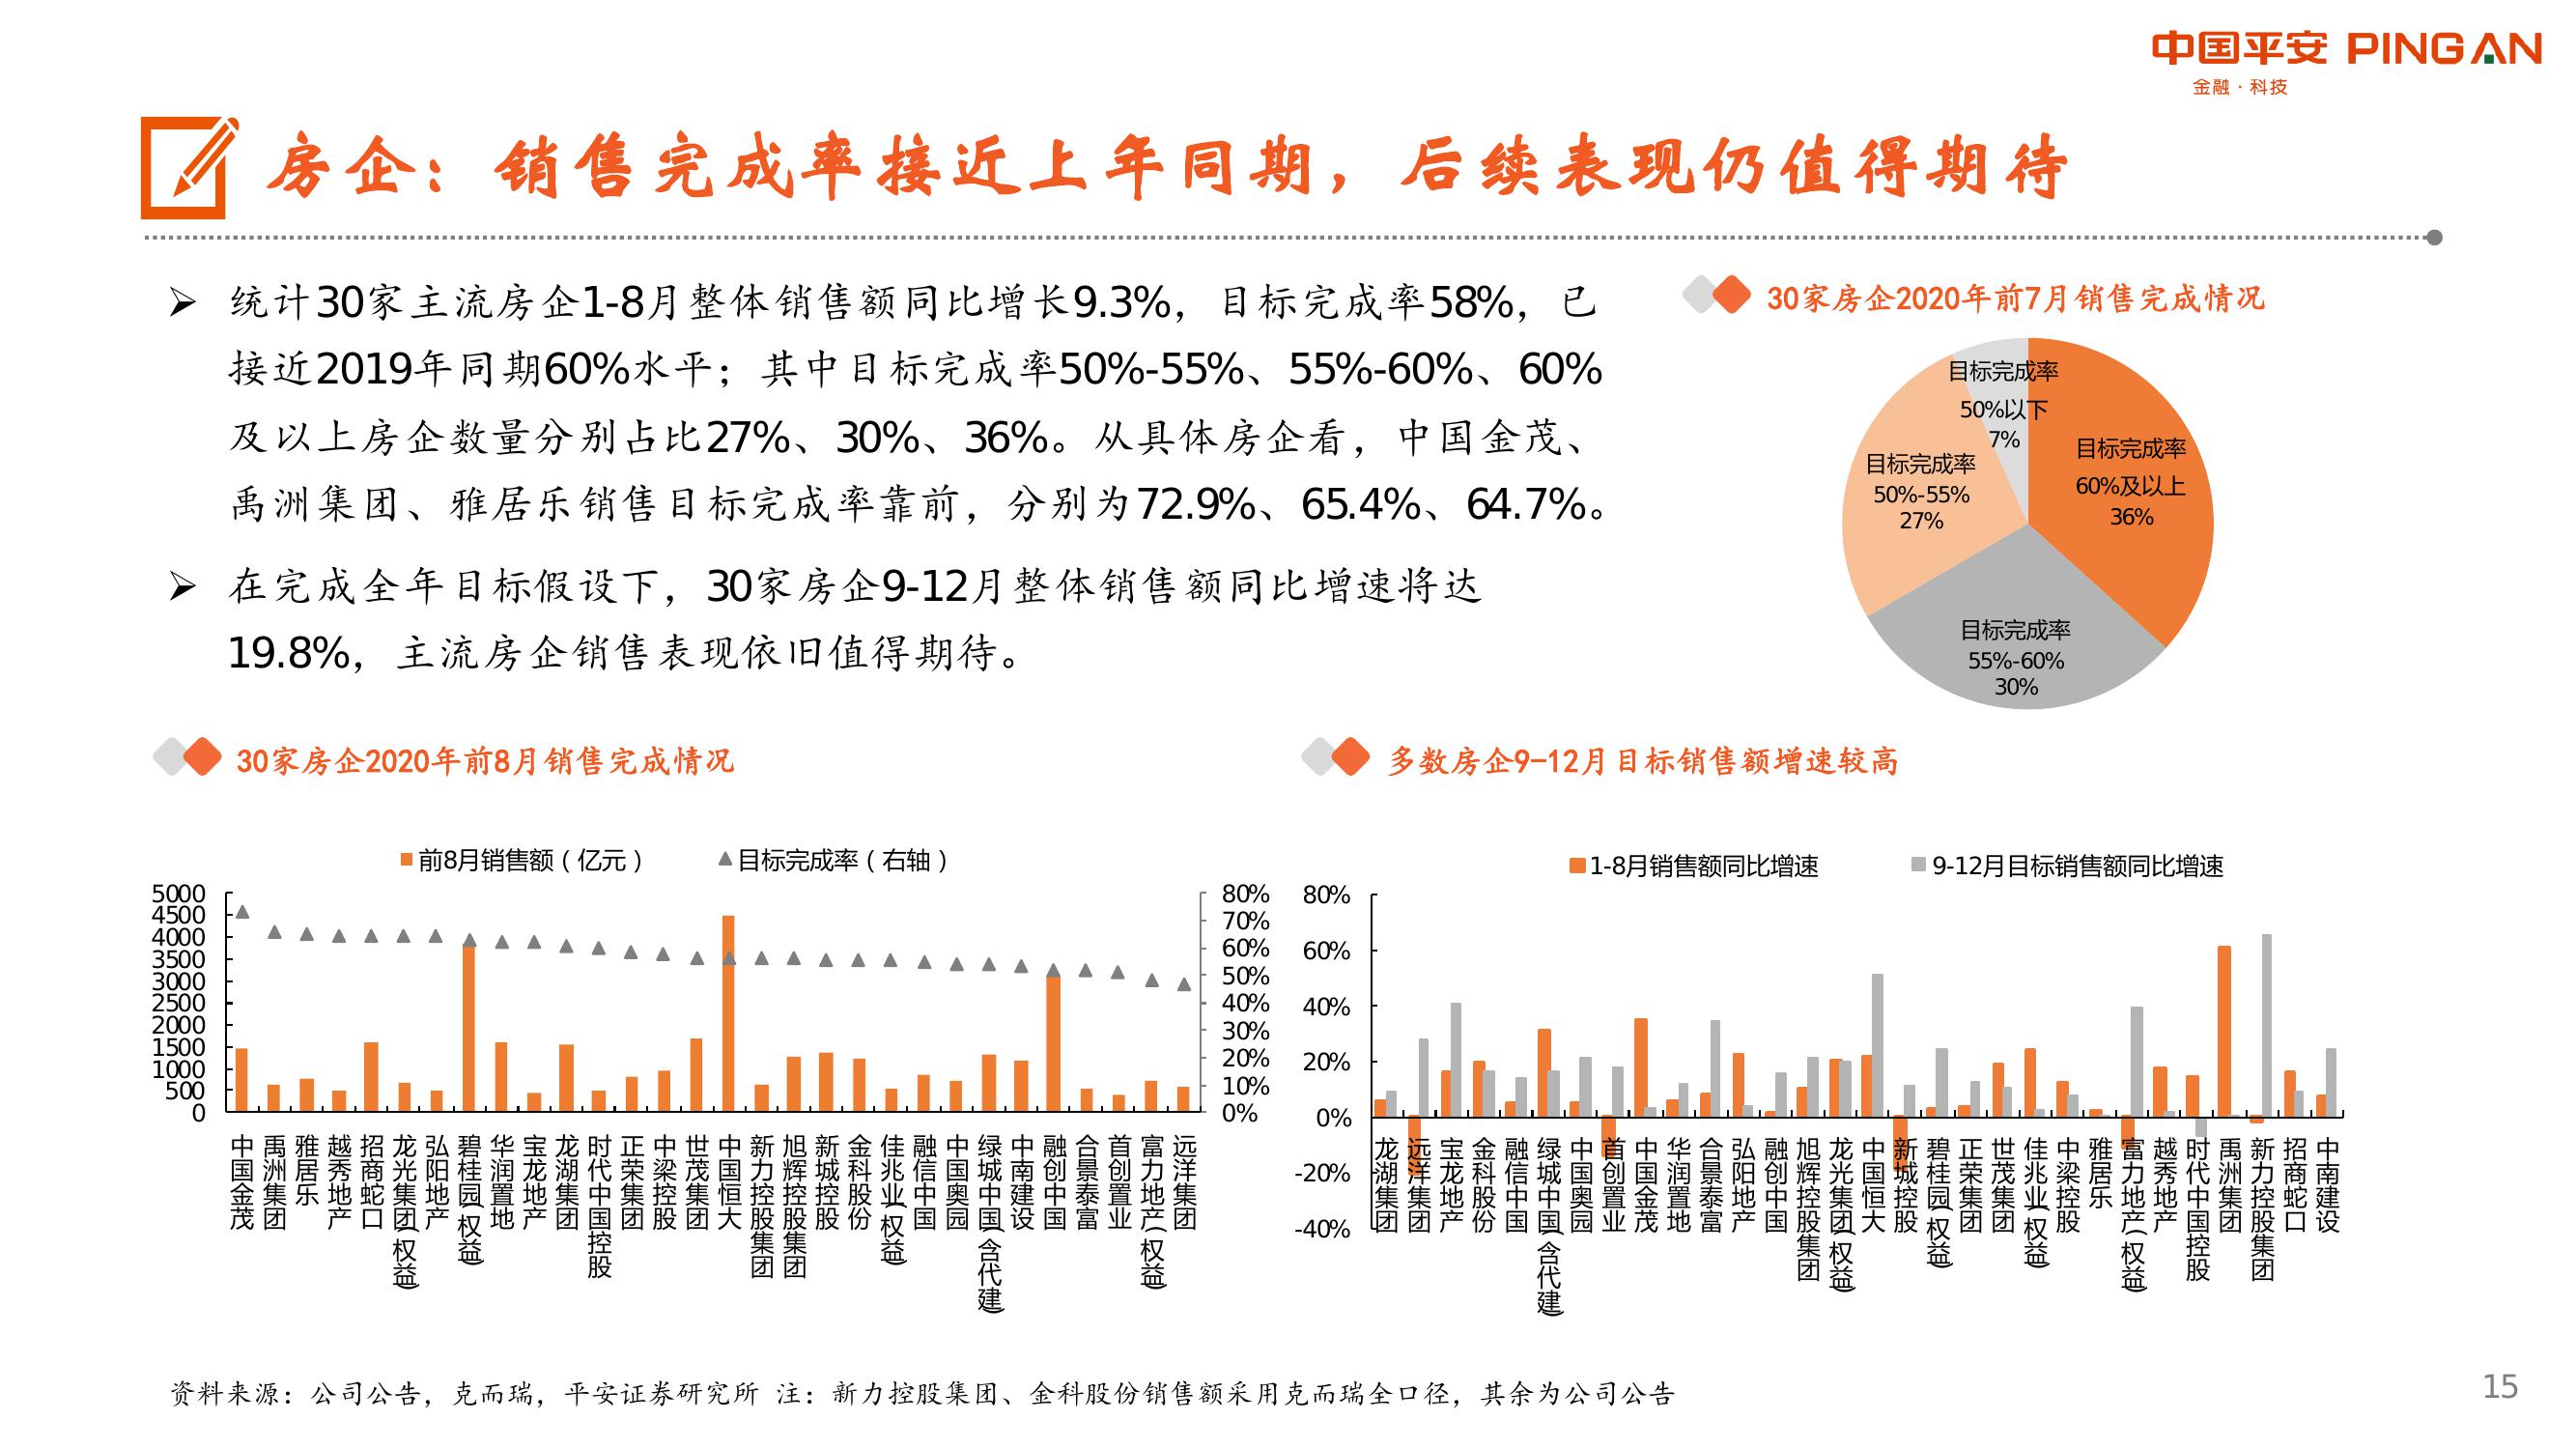 中国平安 PINGAN
金融·科技
房企：销售完成率接近上年同期，后续表现仍值得期待
统计30家主流房企1-8月整体销售额同比增长9.3%，目标完成率58%，已
接近2019年同期60%水平；其中目标完成率50%-55%、55%-60%、60%
及以上房企数量分别占比27%、30%、36%。从具体房企看，中国金茂、
禹洲集团、雅居乐销售目标完成率靠前，分别为72.9%、65.4%、64.7%。
在完成全年目标假设下，30家房企9-12月整体销售额同比增速将达
19.8%，主流房企销售表现依旧值得期待。
30家房企2020年前7月销售完成情况
目标完成率
50%以下
7%
目标完成率
60%及以上
36%
目标完成率
50%-55%
27%
目标完成率
55%-60%
30%
30家房企2020年前8月销售完成情况
前8月销售额（亿元）
目标完成率（右轴）
5000
4500
4000
3500
3000
2500
2000
1500
1000
500
0
80%
70%
60%
50%
40%
30%
20%
10%
0%
中国金茂
禹洲集团
雅居乐
越秀地产
招商蛇口
龙光集团(权益)
弘阳地产
碧桂园(权益)
华润置地
宝龙地产
龙湖集团
时代中国控股
正荣集团
中梁控股
世茂集团
中国恒大
新力控股集团
旭辉控股集团
新城控股
金科股份
佳兆业(权益)
融信中国
中国奥园
绿城中国(含代建)
中南建设
融创中国
合景泰富
首创置业
富力地产(权益)
远洋集团
多数房企9-12月目标销售额增速较高
1-8月销售额同比增速
9-12月目标销售额同比增速
80%
60%
40%
20%
0%
-20%
-40%
龙湖集团
远洋集团
宝龙地产
金科股份
融信中国
绿城中国(含代建)
中国奥园
首创置业
中国金茂
华润置地
合景泰富
弘阳地产
融创中国
旭辉控股集团
龙光集团(权益)
中国恒大
新城控股
碧桂园(权益)
正荣集团
世茂集团
佳兆业(权益)
中梁控股
雅居乐
富力地产(权益)
越秀地产
时代中国控股
禹洲集团
新力控股集团
招商蛇口
中南建设
资料来源：公司公告，克而瑞，平安证券研究所 注：新力控股集团、金科股份销售额采用克而瑞全口径，其余为公司公告
15